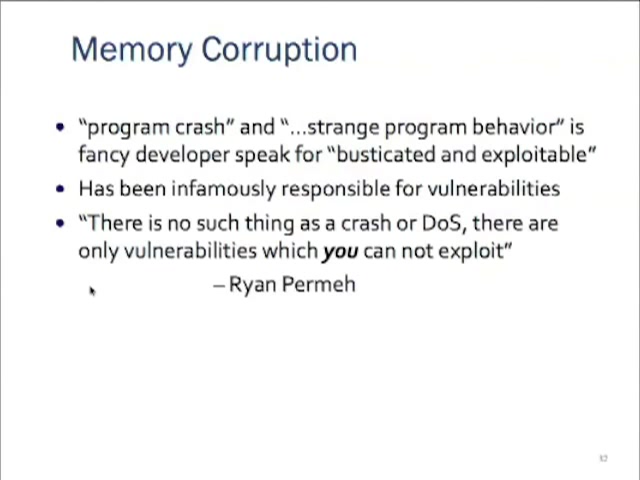 Memory Corruption
• "program crash" and "...strange program behavior" is
fancy developer speak for "busticated and exploitable"
• Has been infamously responsible for vulnerabilities
• "There is no such thing as a crash or DoS, there are
only vulnerabilities which you can not exploit"
– Ryan Permeh